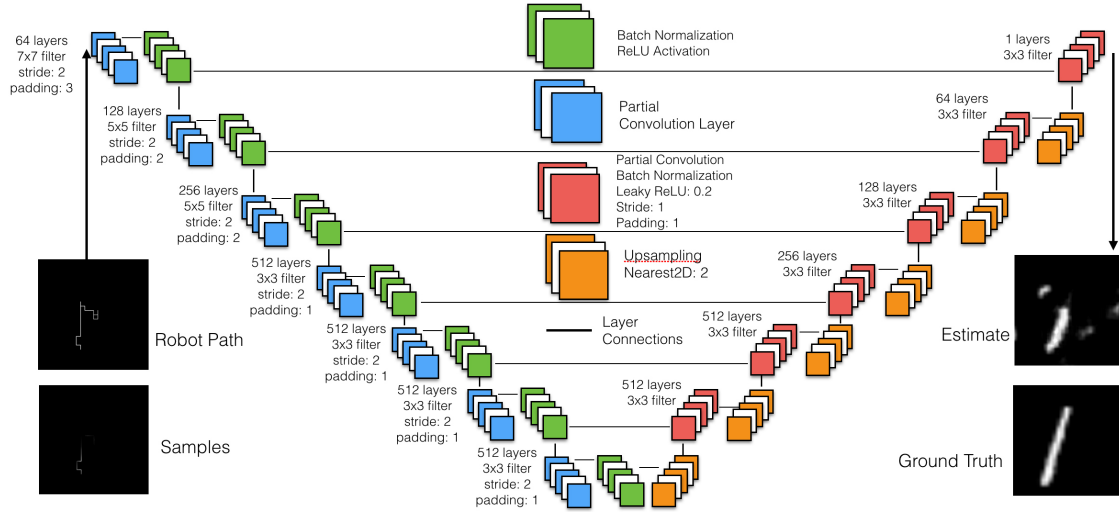 64 layers
7x7 filter
stride: 2
padding: 3
128 layers
5x5 filter
stride: 2
padding: 2
256 layers
5x5 filter
stride: 2
padding: 2
512 layers
3x3 filter
stride: 2
padding: 1
512 layers
3x3 filter
stride: 2
padding: 1
512 layers
3x3 filter
stride: 2
padding: 1
512 layers
3x3 filter
stride: 2
padding: 1
Batch Normalization
ReLU Activation
Partial
Convolution Layer
Partial Convolution
Batch Normalization
Leaky ReLU: 0.2
Stride: 1
Padding: 1
Upsampling
Nearest2D: 2
Layer
Connections
1 layers
3x3 filter
64 layers
3x3 filter
128 layers
3x3 filter
256 layers
3x3 filter
512 layers
3x3 filter
512 layers
3x3 filter
Robot Path
Samples
Estimate
Ground Truth